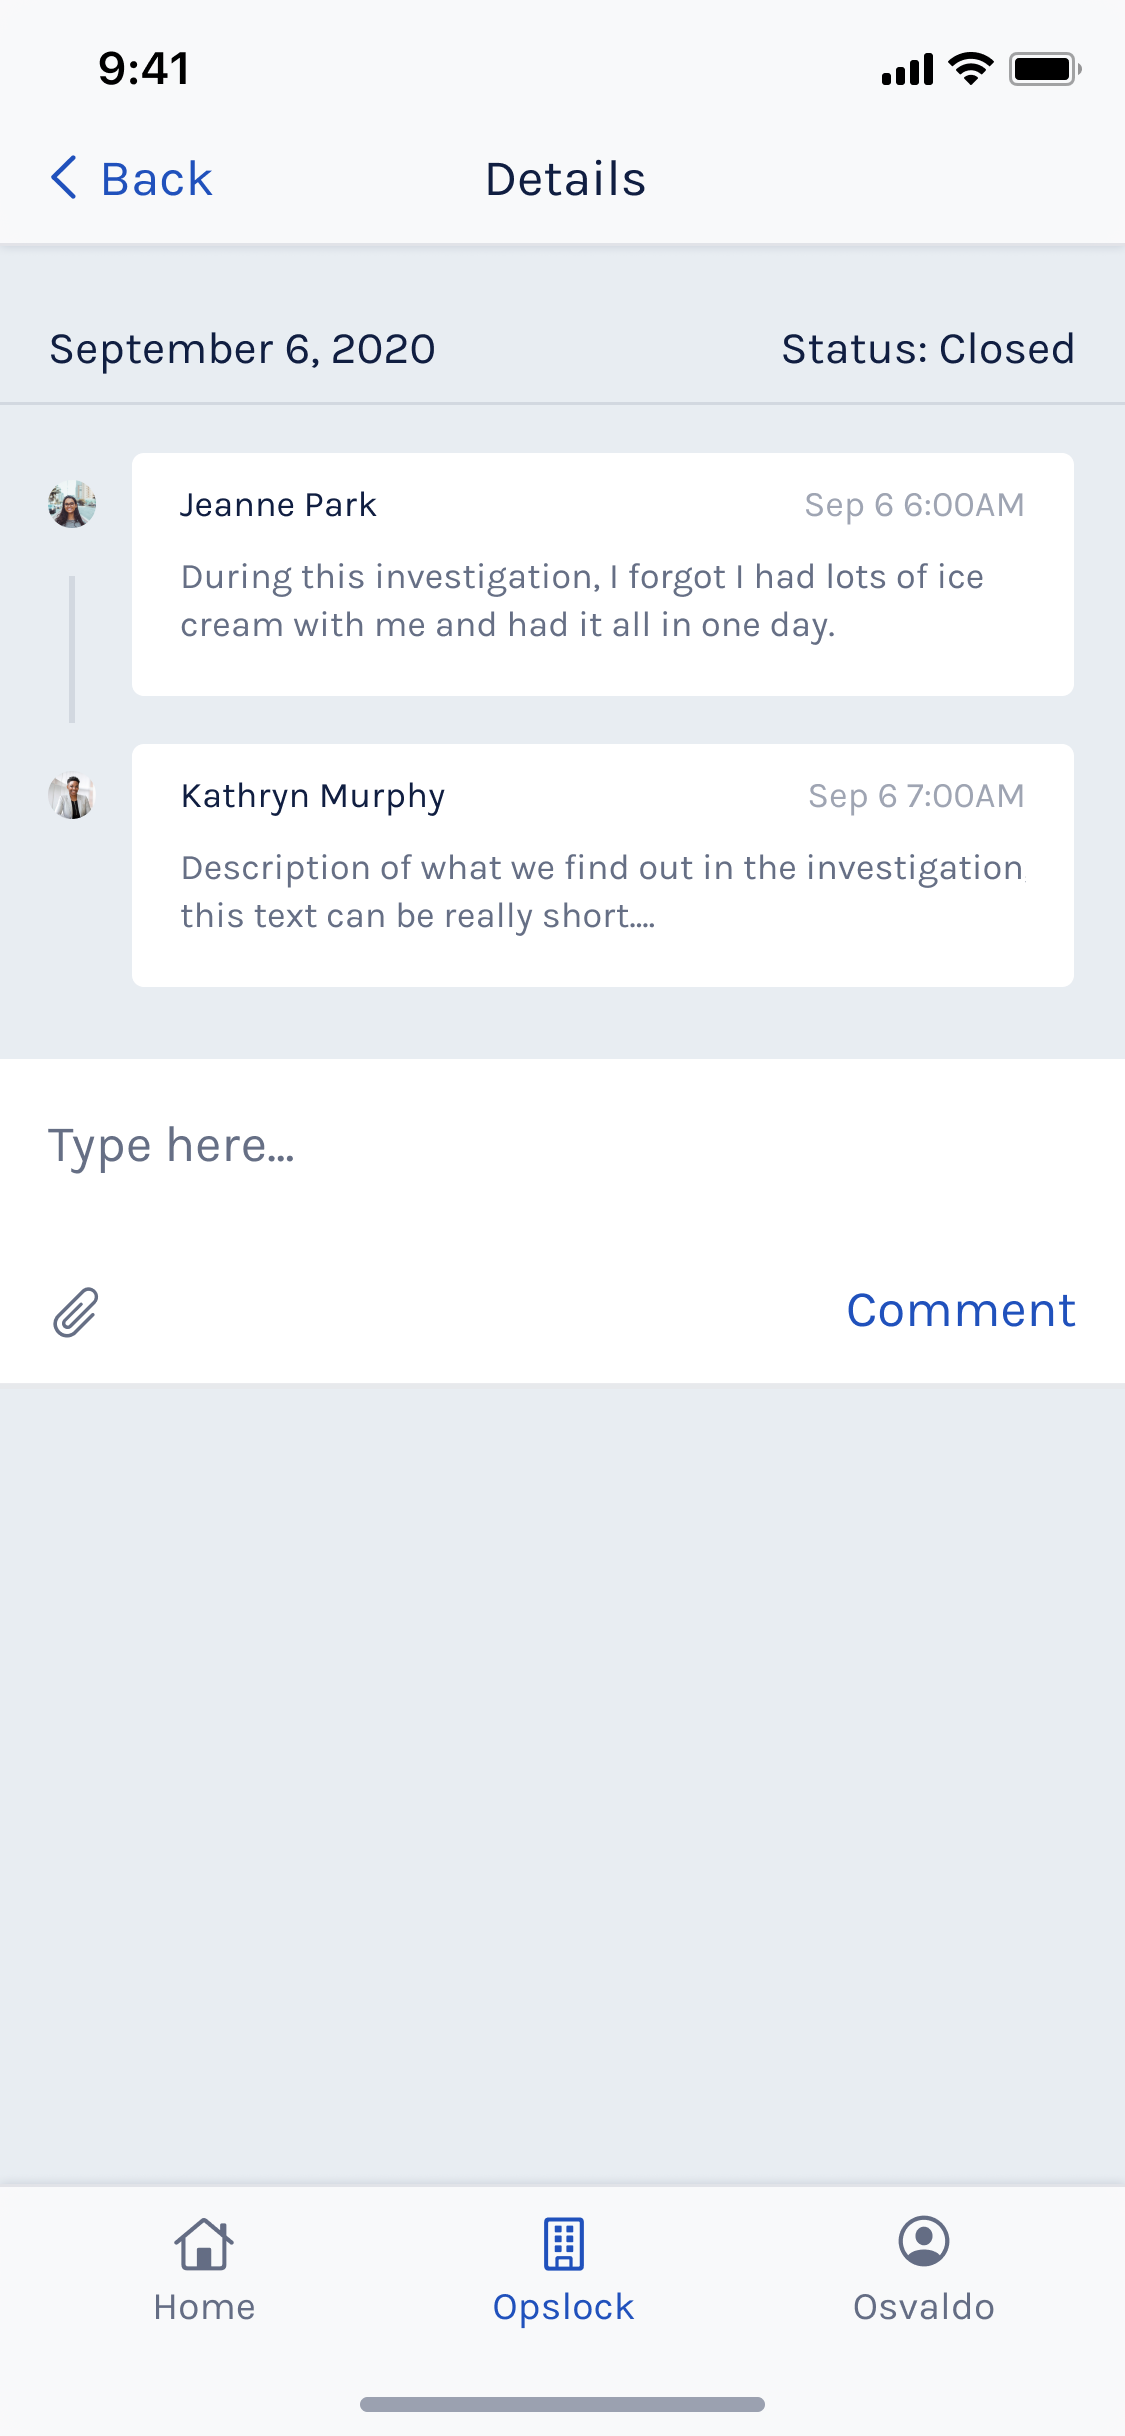 9:41
Back
Details
September 6, 2020
Status: Closed
Jeanne Park
Sep 6 6:00AM
During this investigation, I forgot I had lots of ice
cream with me and had it all in one day.
Kathryn Murphy
Sep 6 7:00AM
Description of what we find out in the investigation,
this text can be really short....
Type here...
Comment
Home
Opslock
Osvaldo